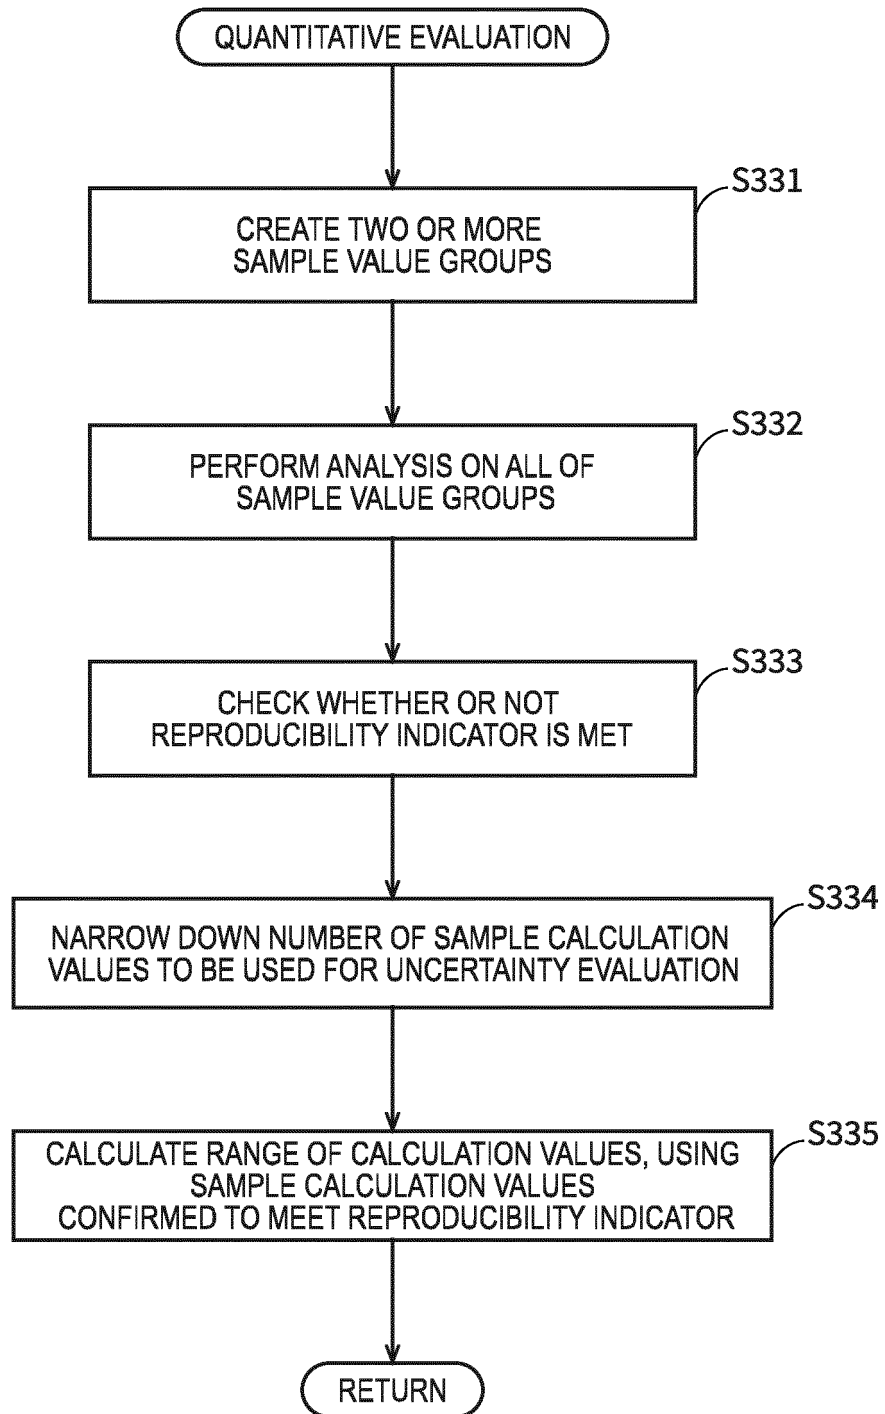 QUANTITATIVE EVALUATION
S331
CREATE TWO OR MORE
SAMPLE VALUE GROUPS
S332
PERFORM ANALYSIS ON ALL OF
SAMPLE VALUE GROUPS
S333
CHECK WHETHER OR NOT
REPRODUCIBILITY INDICATOR IS MET
S334
NARROW DOWN NUMBER OF SAMPLE CALCULATION
VALUES TO BE USED FOR UNCERTAINTY EVALUATION
S335
CALCULATE RANGE OF CALCULATION VALUES, USING
SAMPLE CALCULATION VALUES
CONFIRMED TO MEET REPRODUCIBILITY INDICATOR
RETURN